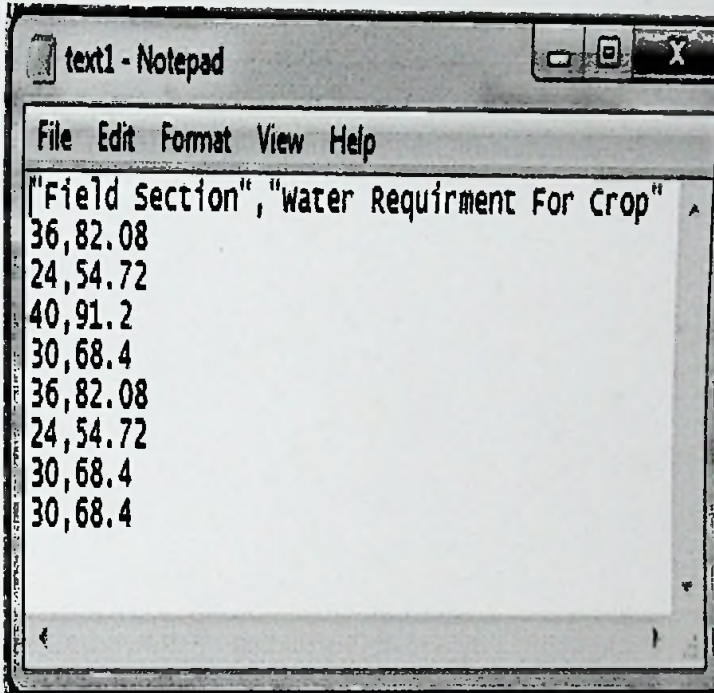 text1 - Notepad
File Edit Format View Help
"Field Section","Water Requirment For Crop"
36,82.08
24,54.72
40,91.2
30,68.4
36,82.08
24,54.72
30,68.4
30,68.4